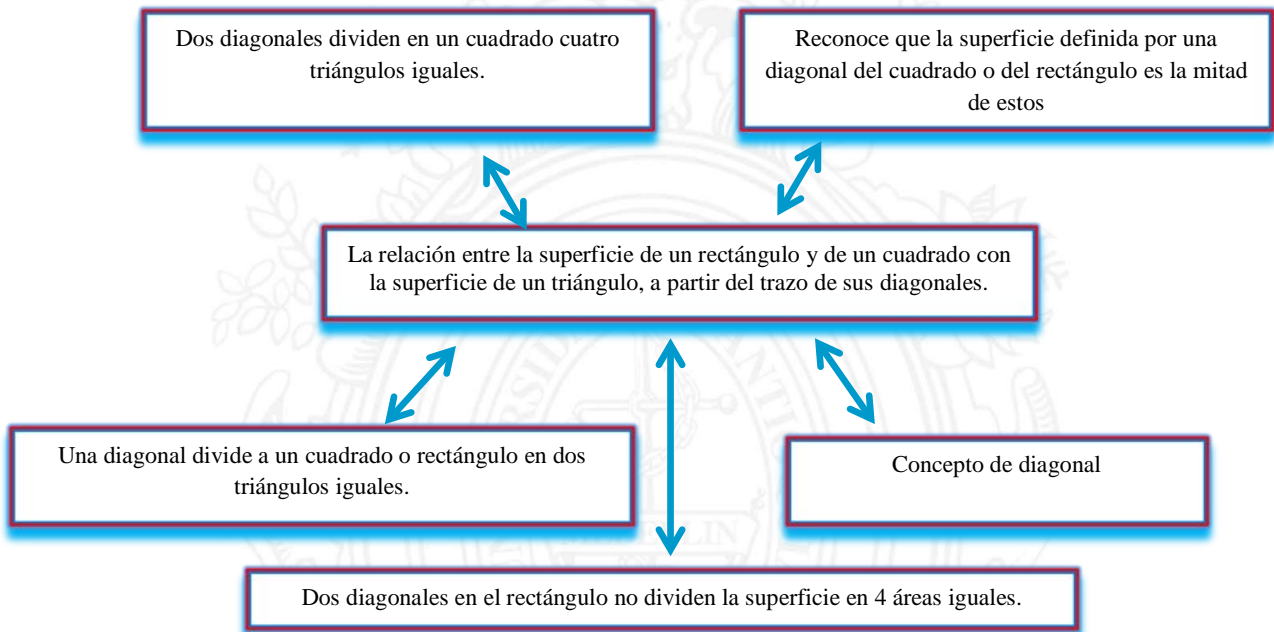 Dos diagonales dividen en un cuadrado cuatro
triángulos iguales.
Reconoce que la superficie definida por una
diagonal del cuadrado o del rectángulo es la mitad
de estos
La relación entre la superficie de un rectángulo y de un cuadrado con
la superficie de un triángulo, a partir del trazo de sus diagonales.
Una diagonal divide a un cuadrado o rectángulo en dos
triángulos iguales.
Concepto de diagonal
Dos diagonales en el rectángulo no dividen la superficie en 4 áreas iguales.